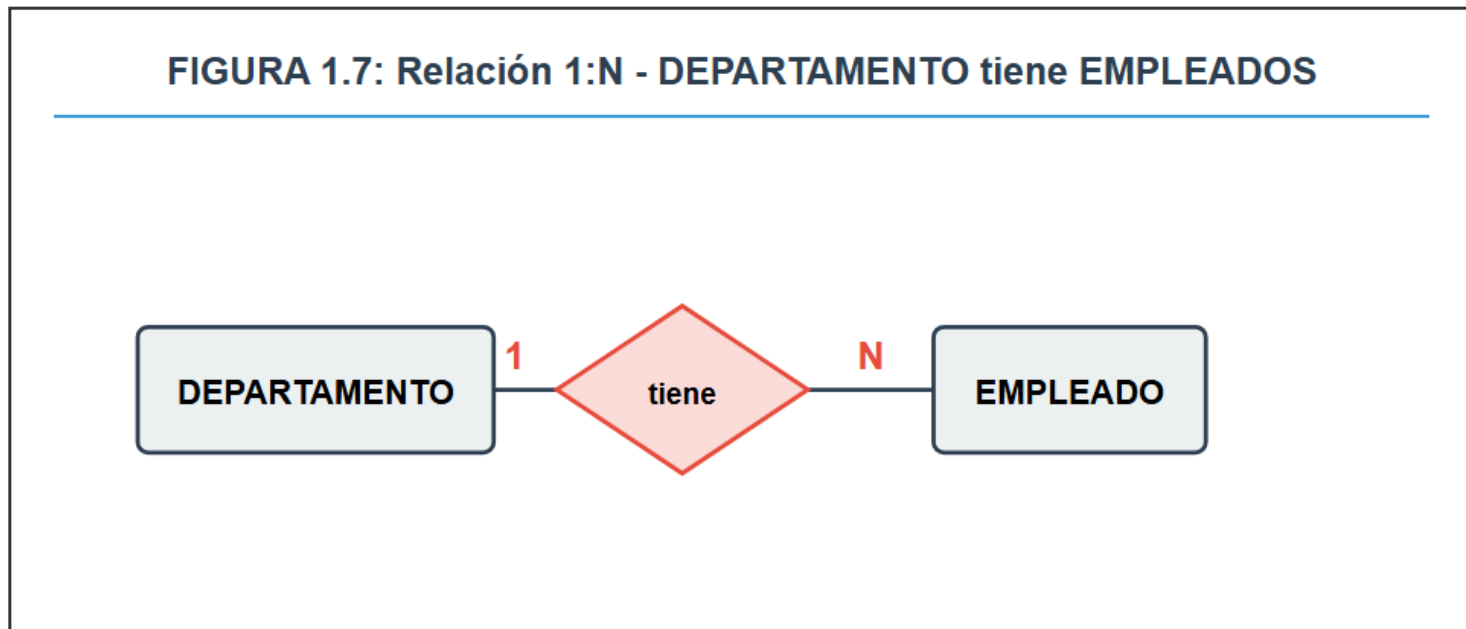 FIGURA 1.7: Relación 1:N - DEPARTAMENTO tiene EMPLEADOS
1
N
DEPARTAMENTO
tiene
EMPLEADO